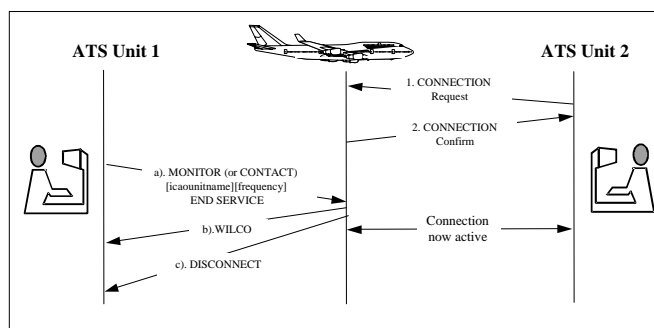 ATS Unit 1
ATS Unit 2
1. CONNECTION
Request
2. CONNECTION
Confirm
a). MONITOR (or CONTACT)
[icaounitname][frequency]
END SERVICE
b).WILCO
Connection
now active
c). DISCONNECT